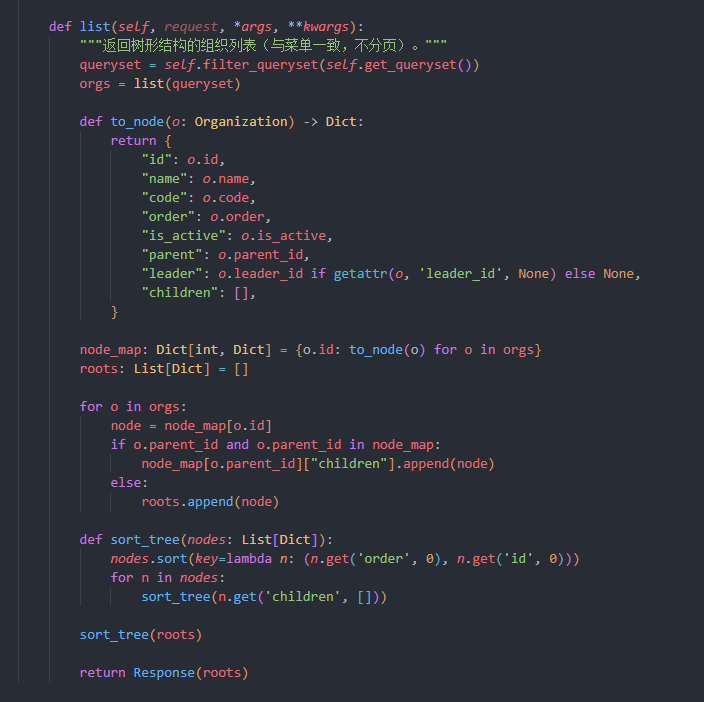 def list(self, request, *args, **kwargs):
"""返回树形结构的组织列表（与菜单一致，不分页）。"""
queryset = self.filter_queryset(self.get_queryset())
orgs = list(queryset)
def to_node(o: Organization) -> Dict:
return {
"id": o.id,
"name": o.name,
"code": o.code,
"order": o.order,
"is_active": o.is_active,
"parent": o.parent_id,
"leader": o.leader_id if getattr(o, 'leader_id', None) else None,
"children": [],
}
node_map: Dict[int, Dict] = {o.id: to_node(o) for o in orgs}
roots: List[Dict] = []
for o in orgs:
node = node_map[o.id]
if o.parent_id and o.parent_id in node_map:
node_map[o.parent_id]["children"].append(node)
else:
roots.append(node)
def sort_tree(nodes: List[Dict]):
nodes.sort(key=lambda n: (n.get('order', 0), n.get('id', 0)))
for n in nodes:
sort_tree(n.get('children', []))
sort_tree(roots)
return Response(roots)